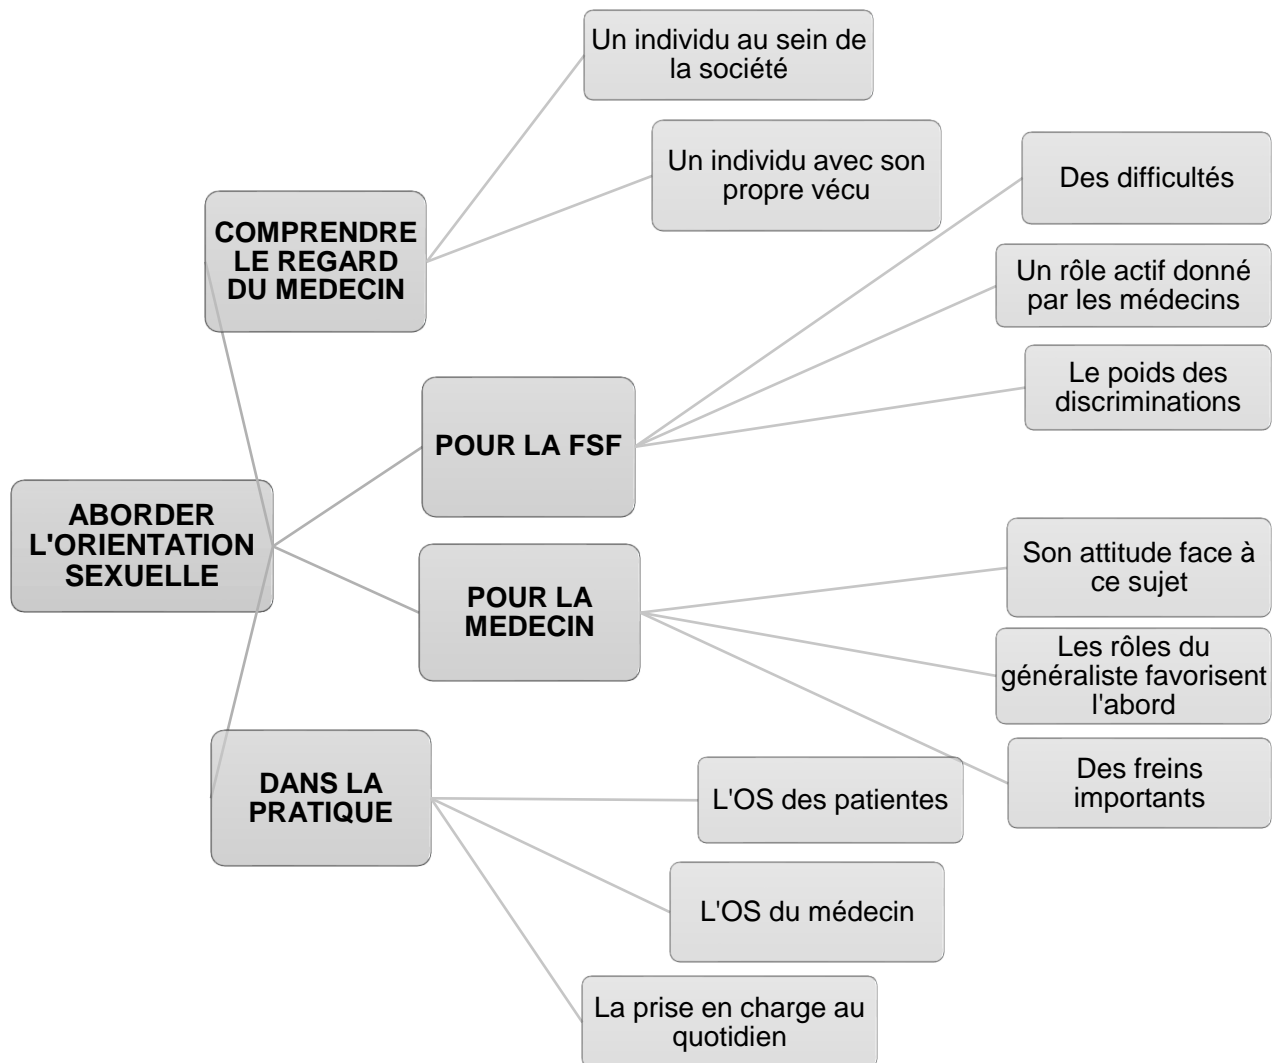 ABORDER
L'ORIENTATION
SEXUELLE
COMPRENDRE
LE REGARD
DU MEDECIN
Un individu au sein de
la société
Un individu avec son
propre vécu
POUR LA FSF
Des difficultés
Un rôle actif donné
par les médecins
Le poids des
discriminations
POUR LA
MEDECIN
Son attitude face à
ce sujet
Les rôles du
généraliste favorisent
l'abord
Des freins
importants
DANS LA
PRATIQUE
L'OS des patientes
L'OS du médecin
La prise en charge au
quotidien